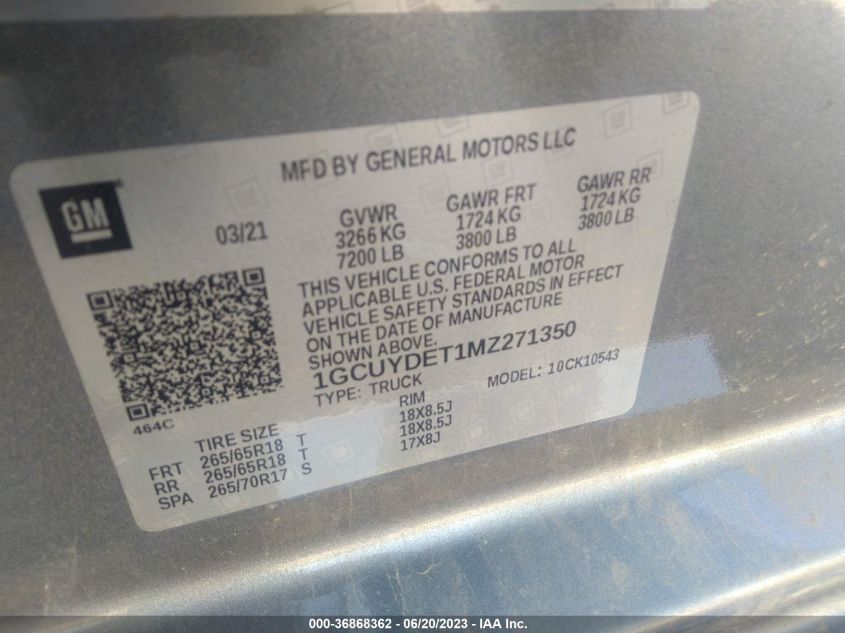 MFD BY GENERAL MOTORS LLC
GM
03/21
GVWR
3266 KG
7200 LB
GAWR FRT
1724 KG
3800 LB
GAWR RR
1724 KG
3800 LB
THIS VEHICLE CONFORMS TO ALL
APPLICABLE U.S. FEDERAL MOTOR
VEHICLE SAFETY STANDARDS IN EFFECT
ON THE DATE OF MANUFACTURE
SHOWN ABOVE.
1GCUYDET1MZ271350
TYPE: TRUCK MODEL: 10CK10543
464C
TIRE SIZE RIM
FRT 265/65R18 T 18X8.5J
RR 265/65R18 T 18X8.5J
SPA 265/70R17 S 17X8J
000-36868362 - 06/20/2023 - IAA Inc.